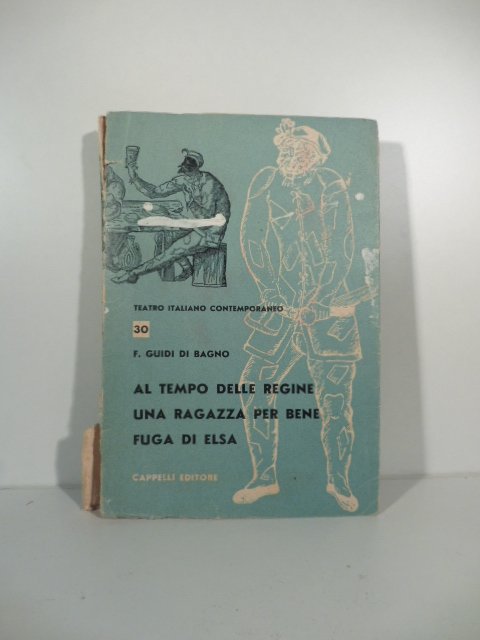 TEATRO ITALIANO CONTEMPORANEO
30
F. GUIDI DI BAGNO
AL TEMPO DELLE REGINE
UNA RAGAZZA PER BENE
FUGA DI ELSA
CAPPELLI EDITORE